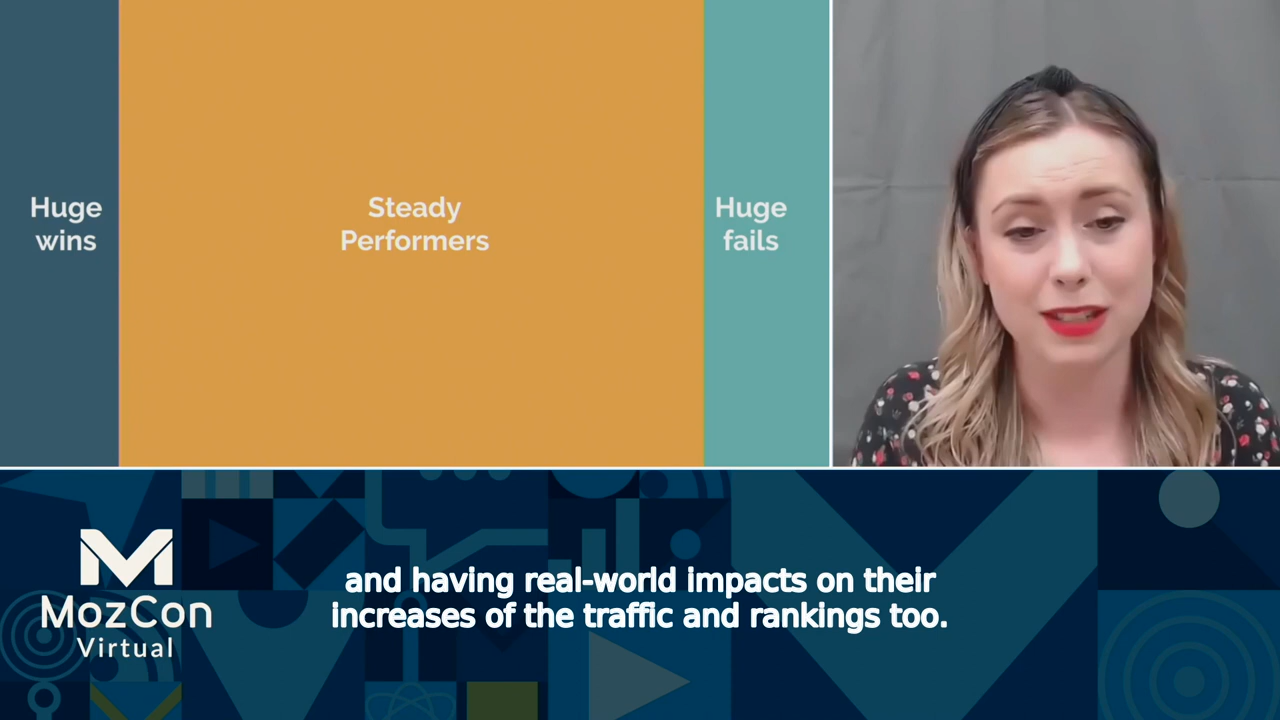 Huge
wins
Steady
Performers
Huge
fails
MozCon
Virtual
and having real-world impacts on their
increases of the traffic and rankings too.